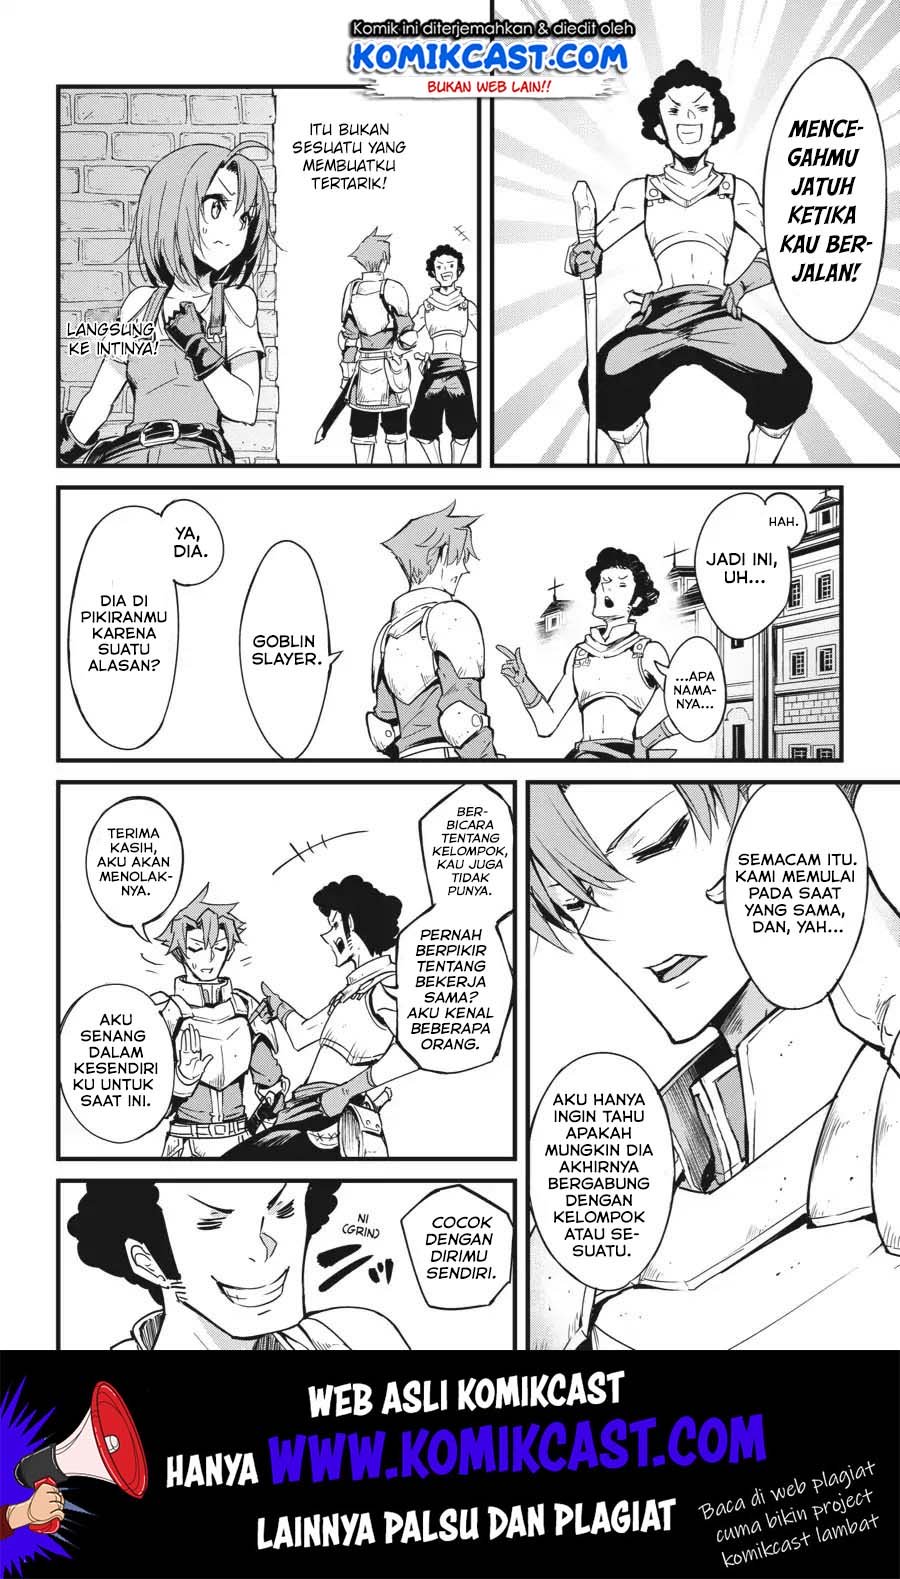 Komik ini diterjemahkan & diedit oleh
KOMIKCAST.COM
BUKAN WEB LAIN!!
MENCE-
GAHMU
JATUH
KETIKA
KAU BER-
JALAN!
ITU BUKAN
SESUATU YANG
MEMBUATKU
TERTARIK!
LANGSUNG
KE INTINYA!
HAH.
JADI INI,
UH...
...APA
NAMA-
NYA...
GOBLIN
SLAYER.
YA,
DIA.
DIA DI
PIKIRANMU
KARENA
SUATU
ALASAN?
SEMACAM ITU.
KAMI MEMULAI
PADA SAAT
YANG SAMA,
DAN, YAH...
AKU HANYA
INGIN TAHU
APAKAH
MUNGKIN DIA
AKHIRNYA
BERGABUNG
DENGAN
KELOMPOK
ATAU SE-
SUATU.
BER-
BICARA
TENTANG
KELOMPOK,
KAU JUGA
TIDAK
PUNYA.
PERNAH
BERPIKIR
TENTANG
BEKERJA
SAMA?
AKU KENAL
BEBERAPA
ORANG.
TERIMA
KASIH,
AKU AKAN
MENOLAK-
NYA.
AKU
SENANG
DALAM
KESENDIRI
KU UNTUK
SAAT INI.
COCOK
DENGAN
DIRIMU
SENDIRI.
NI
(GRIN)
WEB ASLI KOMIKCAST
HANYA WWW.KOMIKCAST.COM
LAINNYA PALSU DAN PLAGIAT
Baca di web plagiat
cuma bikin project
komikcast lambat